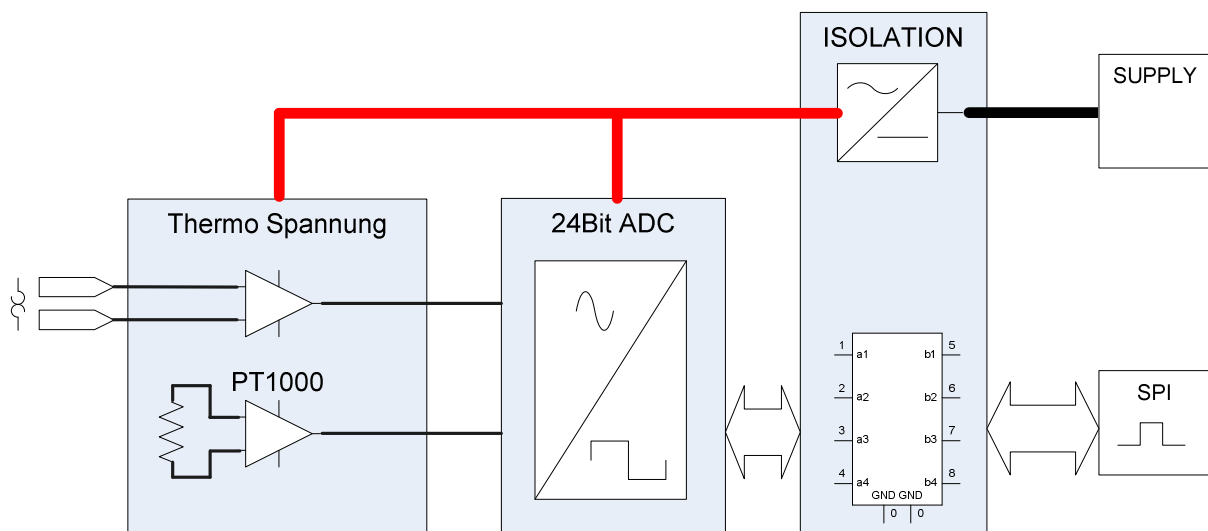 ISOLATION
SUPPLY
Thermo Spannung
24Bit ADC
PT1000
1 a1 b1 5
2 a2 b2 6
3 a3 b3 7
4 a4 b4 8
GND GND
0 0
SPI